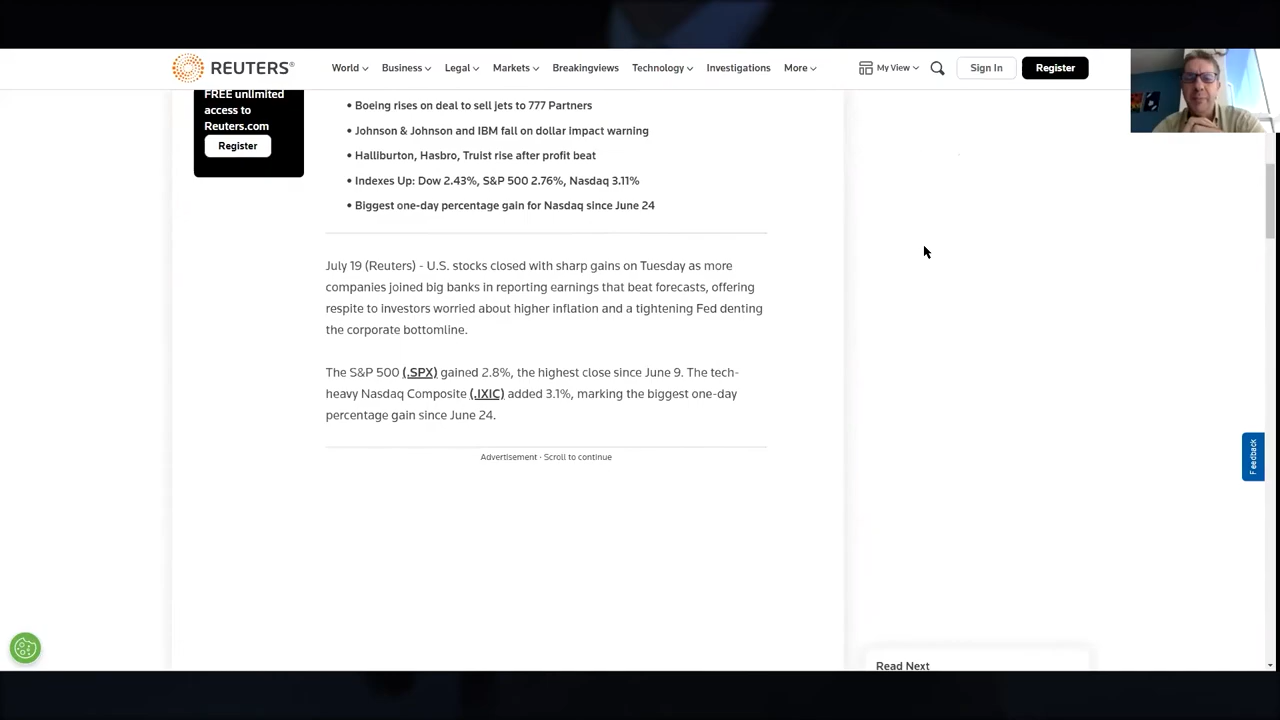 REUTERS®
World Business Legal Markets Breakingviews Technology Investigations More My View Sign In Register
FREE unlimited
access to
Reuters.com
Register
• Boeing rises on deal to sell jets to 777 Partners
• Johnson & Johnson and IBM fall on dollar impact warning
• Halliburton, Hasbro, Truist rise after profit beat
• Indexes Up: Dow 2.43%, S&P 500 2.76%, Nasdaq 3.11%
• Biggest one-day percentage gain for Nasdaq since June 24
July 19 (Reuters) - U.S. stocks closed with sharp gains on Tuesday as more
companies joined big banks in reporting earnings that beat forecasts, offering
respite to investors worried about higher inflation and a tightening Fed denting
the corporate bottomline.
The S&P 500 (.SPX) gained 2.8%, the highest close since June 9. The tech-
heavy Nasdaq Composite (.IXIC) added 3.1%, marking the biggest one-day
percentage gain since June 24.
Advertisement · Scroll to continue
Feedback
Read Next